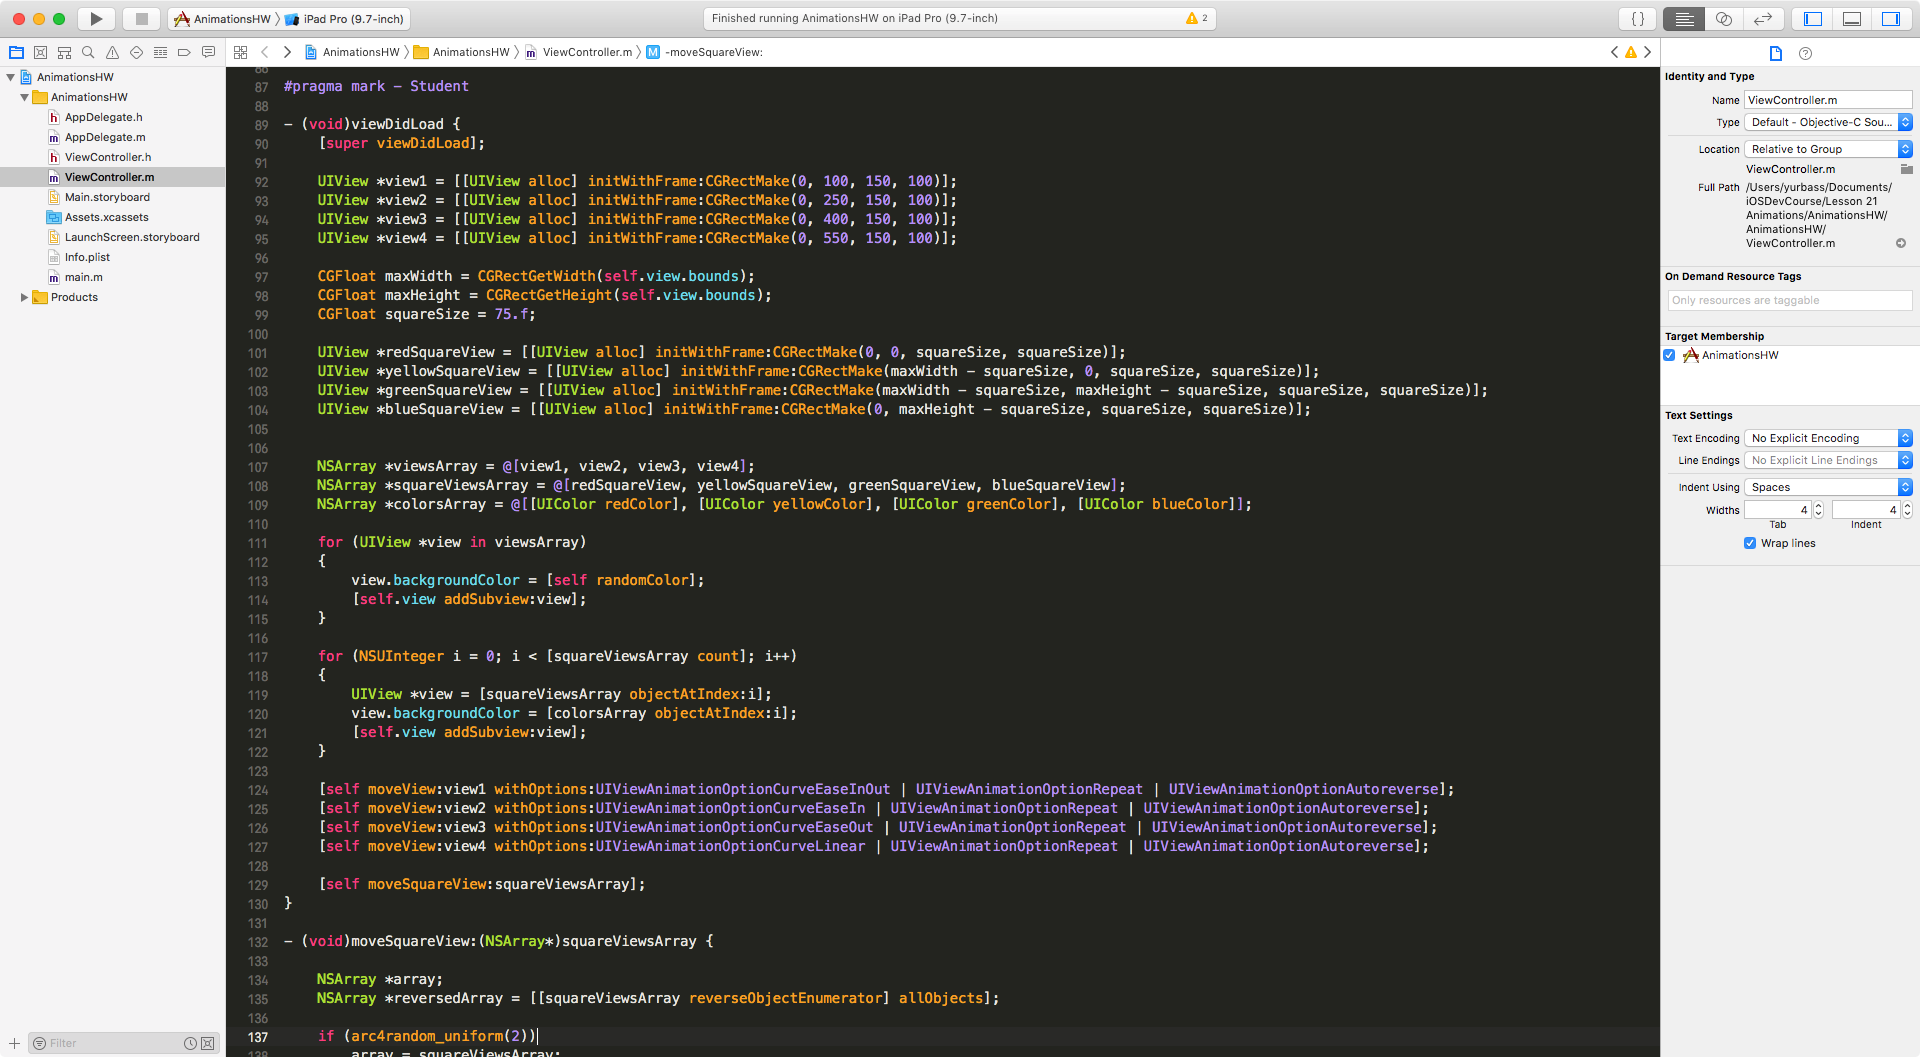 AnimationsHW iPad Pro (9.7-inch)
Finished running AnimationsHW on iPad Pro (9.7-inch) 2
{}
AnimationsHW AnimationsHW m ViewController.m M -moveSquareView:
AnimationsHW
AnimationsHW
h AppDelegate.h
m AppDelegate.m
h ViewController.h
m ViewController.m
Main.storyboard
Assets.xcassets
LaunchScreen.storyboard
Info.plist
m main.m
Products
Filter
86
87 #pragma mark – Student
88
89 – (void)viewDidLoad {
90 [super viewDidLoad];
91
92 UIView *view1 = [[UIView alloc] initWithFrame:CGRectMake(0, 100, 150, 100)];
93 UIView *view2 = [[UIView alloc] initWithFrame:CGRectMake(0, 250, 150, 100)];
94 UIView *view3 = [[UIView alloc] initWithFrame:CGRectMake(0, 400, 150, 100)];
95 UIView *view4 = [[UIView alloc] initWithFrame:CGRectMake(0, 550, 150, 100)];
96
97 CGFloat maxWidth = CGRectGetWidth(self.view.bounds);
98 CGFloat maxHeight = CGRectGetHeight(self.view.bounds);
99 CGFloat squareSize = 75.f;
100
101 UIView *redSquareView = [[UIView alloc] initWithFrame:CGRectMake(0, 0, squareSize, squareSize)];
102 UIView *yellowSquareView = [[UIView alloc] initWithFrame:CGRectMake(maxWidth – squareSize, 0, squareSize, squareSize)];
103 UIView *greenSquareView = [[UIView alloc] initWithFrame:CGRectMake(maxWidth – squareSize, maxHeight – squareSize, squareSize, squareSize)];
104 UIView *blueSquareView = [[UIView alloc] initWithFrame:CGRectMake(0, maxHeight – squareSize, squareSize, squareSize)];
105
106
107 NSArray *viewsArray = @[view1, view2, view3, view4];
108 NSArray *squareViewsArray = @[redSquareView, yellowSquareView, greenSquareView, blueSquareView];
109 NSArray *colorsArray = @[[UIColor redColor], [UIColor yellowColor], [UIColor greenColor], [UIColor blueColor]];
110
111 for (UIView *view in viewsArray)
112 {
113 view.backgroundColor = [self randomColor];
114 [self.view addSubview:view];
115 }
116
117 for (NSUInteger i = 0; i < [squareViewsArray count]; i++)
118 {
119 UIView *view = [squareViewsArray objectAtIndex:i];
120 view.backgroundColor = [colorsArray objectAtIndex:i];
121 [self.view addSubview:view];
122 }
123
124 [self moveView:view1 withOptions:UIViewAnimationOptionCurveEaseInOut | UIViewAnimationOptionRepeat | UIViewAnimationOptionAutoreverse];
125 [self moveView:view2 withOptions:UIViewAnimationOptionCurveEaseIn | UIViewAnimationOptionRepeat | UIViewAnimationOptionAutoreverse];
126 [self moveView:view3 withOptions:UIViewAnimationOptionCurveEaseOut | UIViewAnimationOptionRepeat | UIViewAnimationOptionAutoreverse];
127 [self moveView:view4 withOptions:UIViewAnimationOptionCurveLinear | UIViewAnimationOptionRepeat | UIViewAnimationOptionAutoreverse];
128
129 [self moveSquareView:squareViewsArray];
130 }
131
132 – (void)moveSquareView:(NSArray*)squareViewsArray {
133
134 NSArray *array;
135 NSArray *reversedArray = [[squareViewsArray reverseObjectEnumerator] allObjects];
136
137 if (arc4random_uniform(2))
138 array = squareViewsArray;
Identity and Type
Name ViewController.m
Type Default - Objective-C Sou...
Location Relative to Group
ViewController.m
Full Path /Users/yurbass/Documents/
iOSDevCourse/Lesson 21
Animations/AnimationsHW/
AnimationsHW/
ViewController.m
On Demand Resource Tags
Only resources are taggable
Target Membership
AnimationsHW
Text Settings
Text Encoding No Explicit Encoding
Line Endings No Explicit Line Endings
Indent Using Spaces
Widths 4 4
Tab Indent
Wrap lines